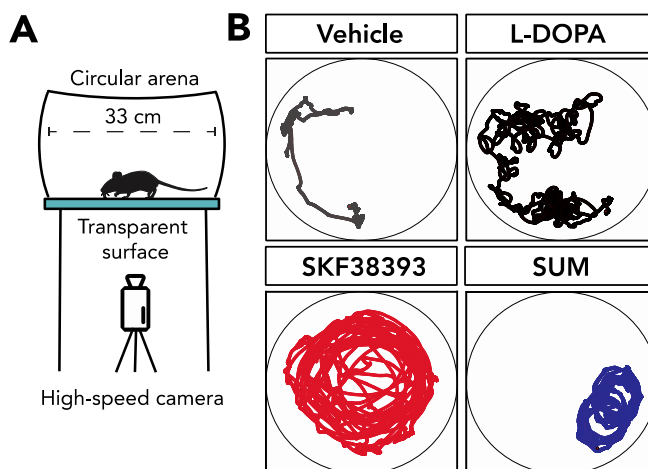 A
Circular arena
33 cm
Transparent
surface
High-speed camera
B
Vehicle
L-DOPA
SKF38393
SUM